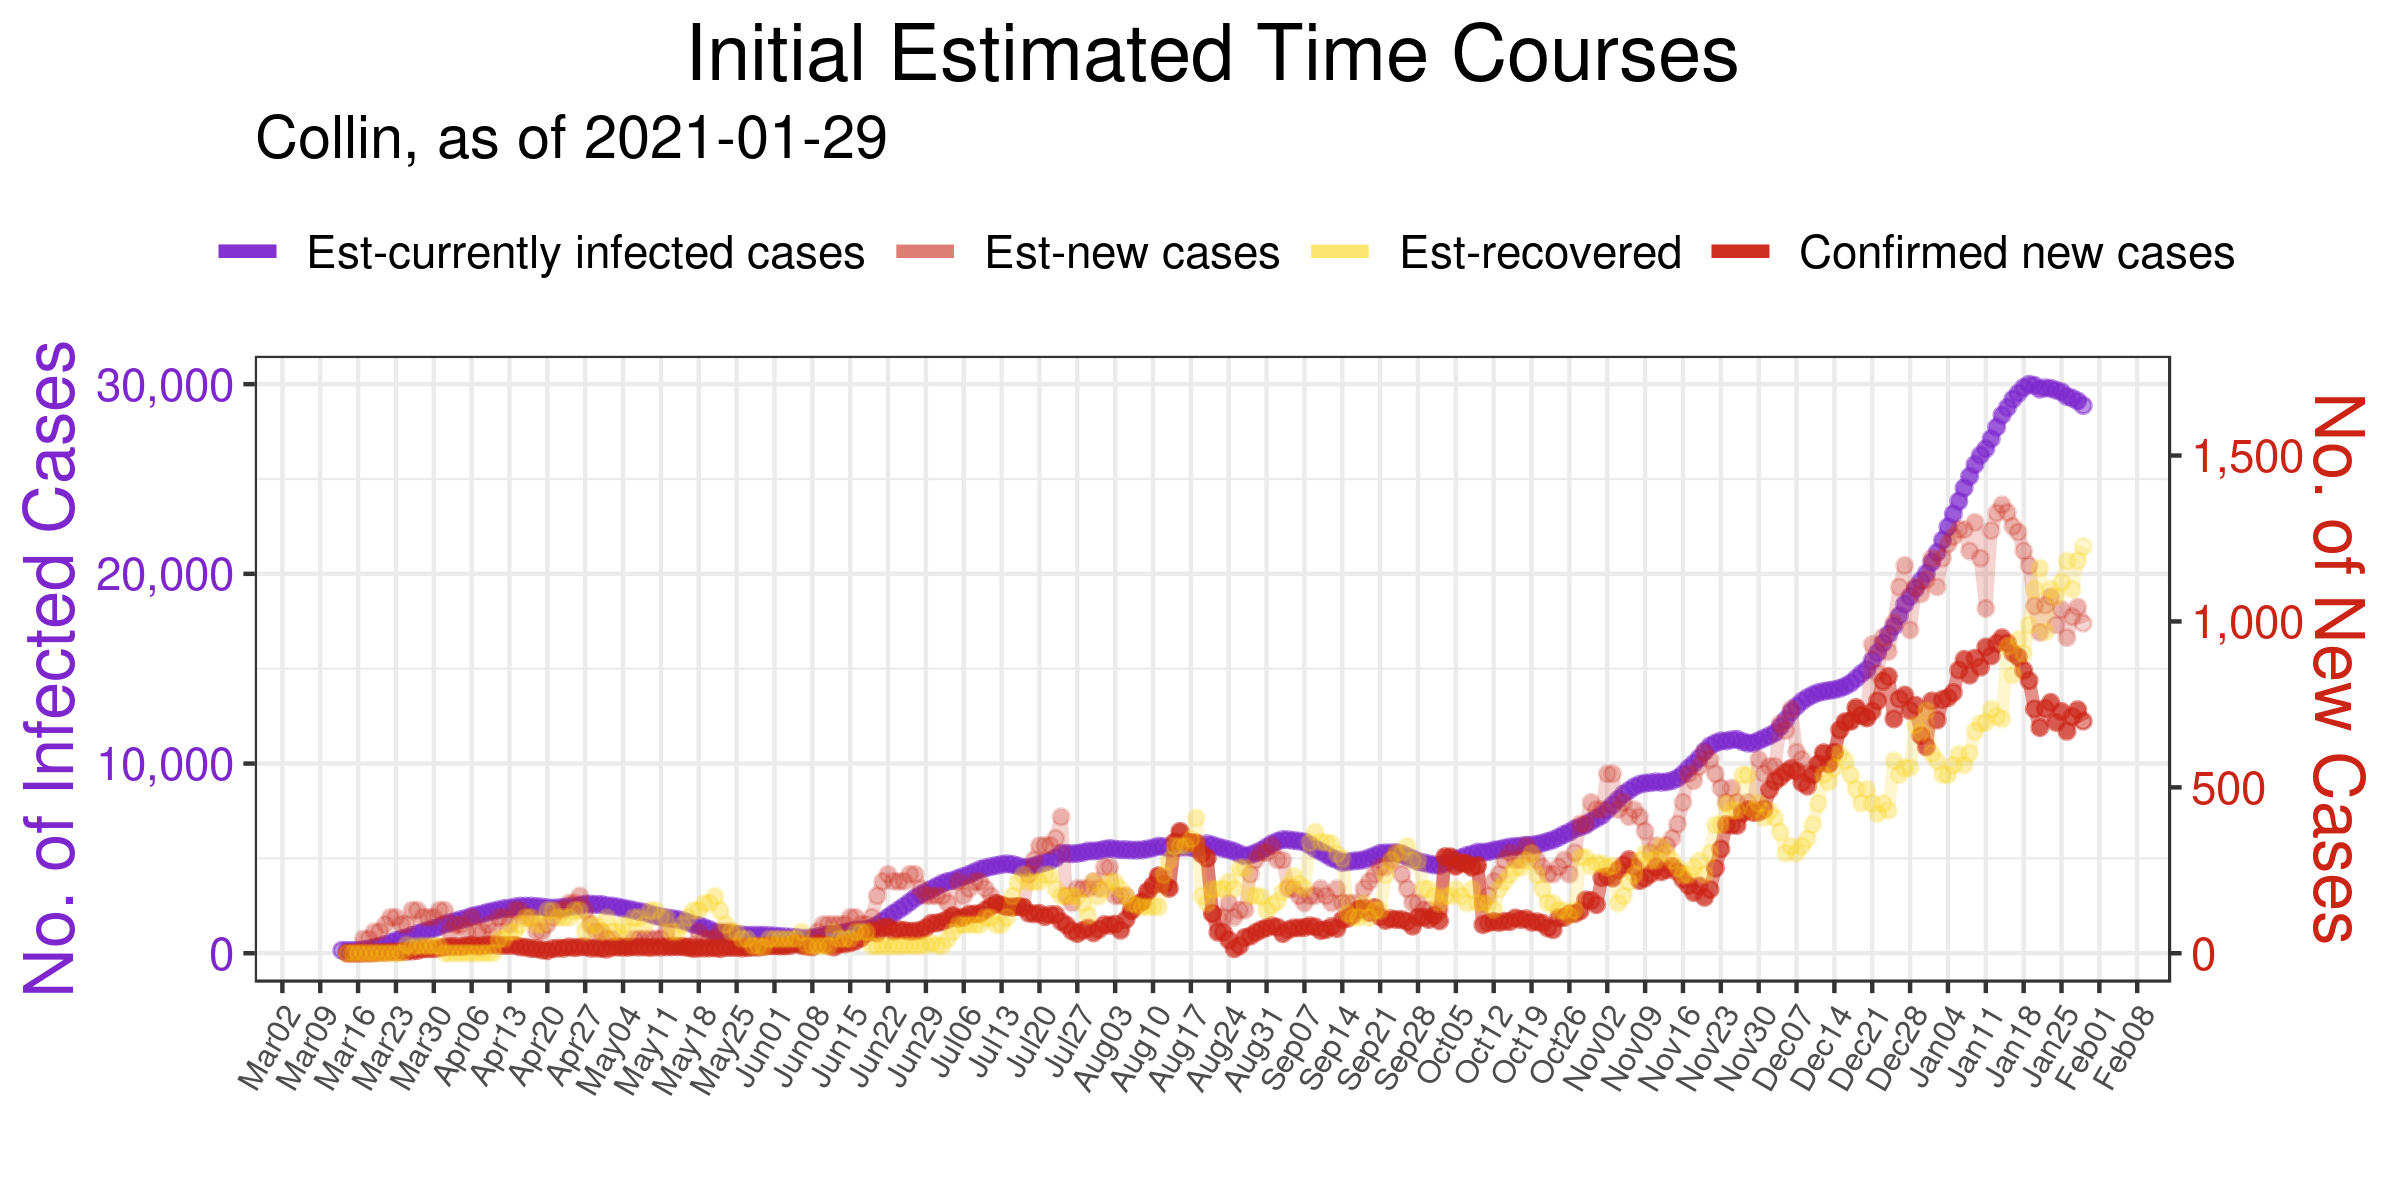 Initial Estimated Time Courses
Collin, as of 2021-01-29
Est-currently infected cases Est-new cases Est-recovered Confirmed new cases
No. of Infected Cases
30,000
20,000
10,000
0
1,500
1,000
500
0
No. of New Cases
Mar02 Mar09 Mar16 Mar23 Mar30 Apr06 Apr13 Apr20 Apr27 May04 May11 May18 May25 Jun01 Jun08 Jun15 Jun22 Jun29 Jul06 Jul13 Jul20 Jul27 Aug03 Aug10 Aug17 Aug24 Aug31 Sep07 Sep14 Sep21 Sep28 Oct05 Oct12 Oct19 Oct26 Nov02 Nov09 Nov16 Nov23 Nov30 Dec07 Dec14 Dec21 Dec28 Jan04 Jan11 Jan18 Jan25 Feb01 Feb08